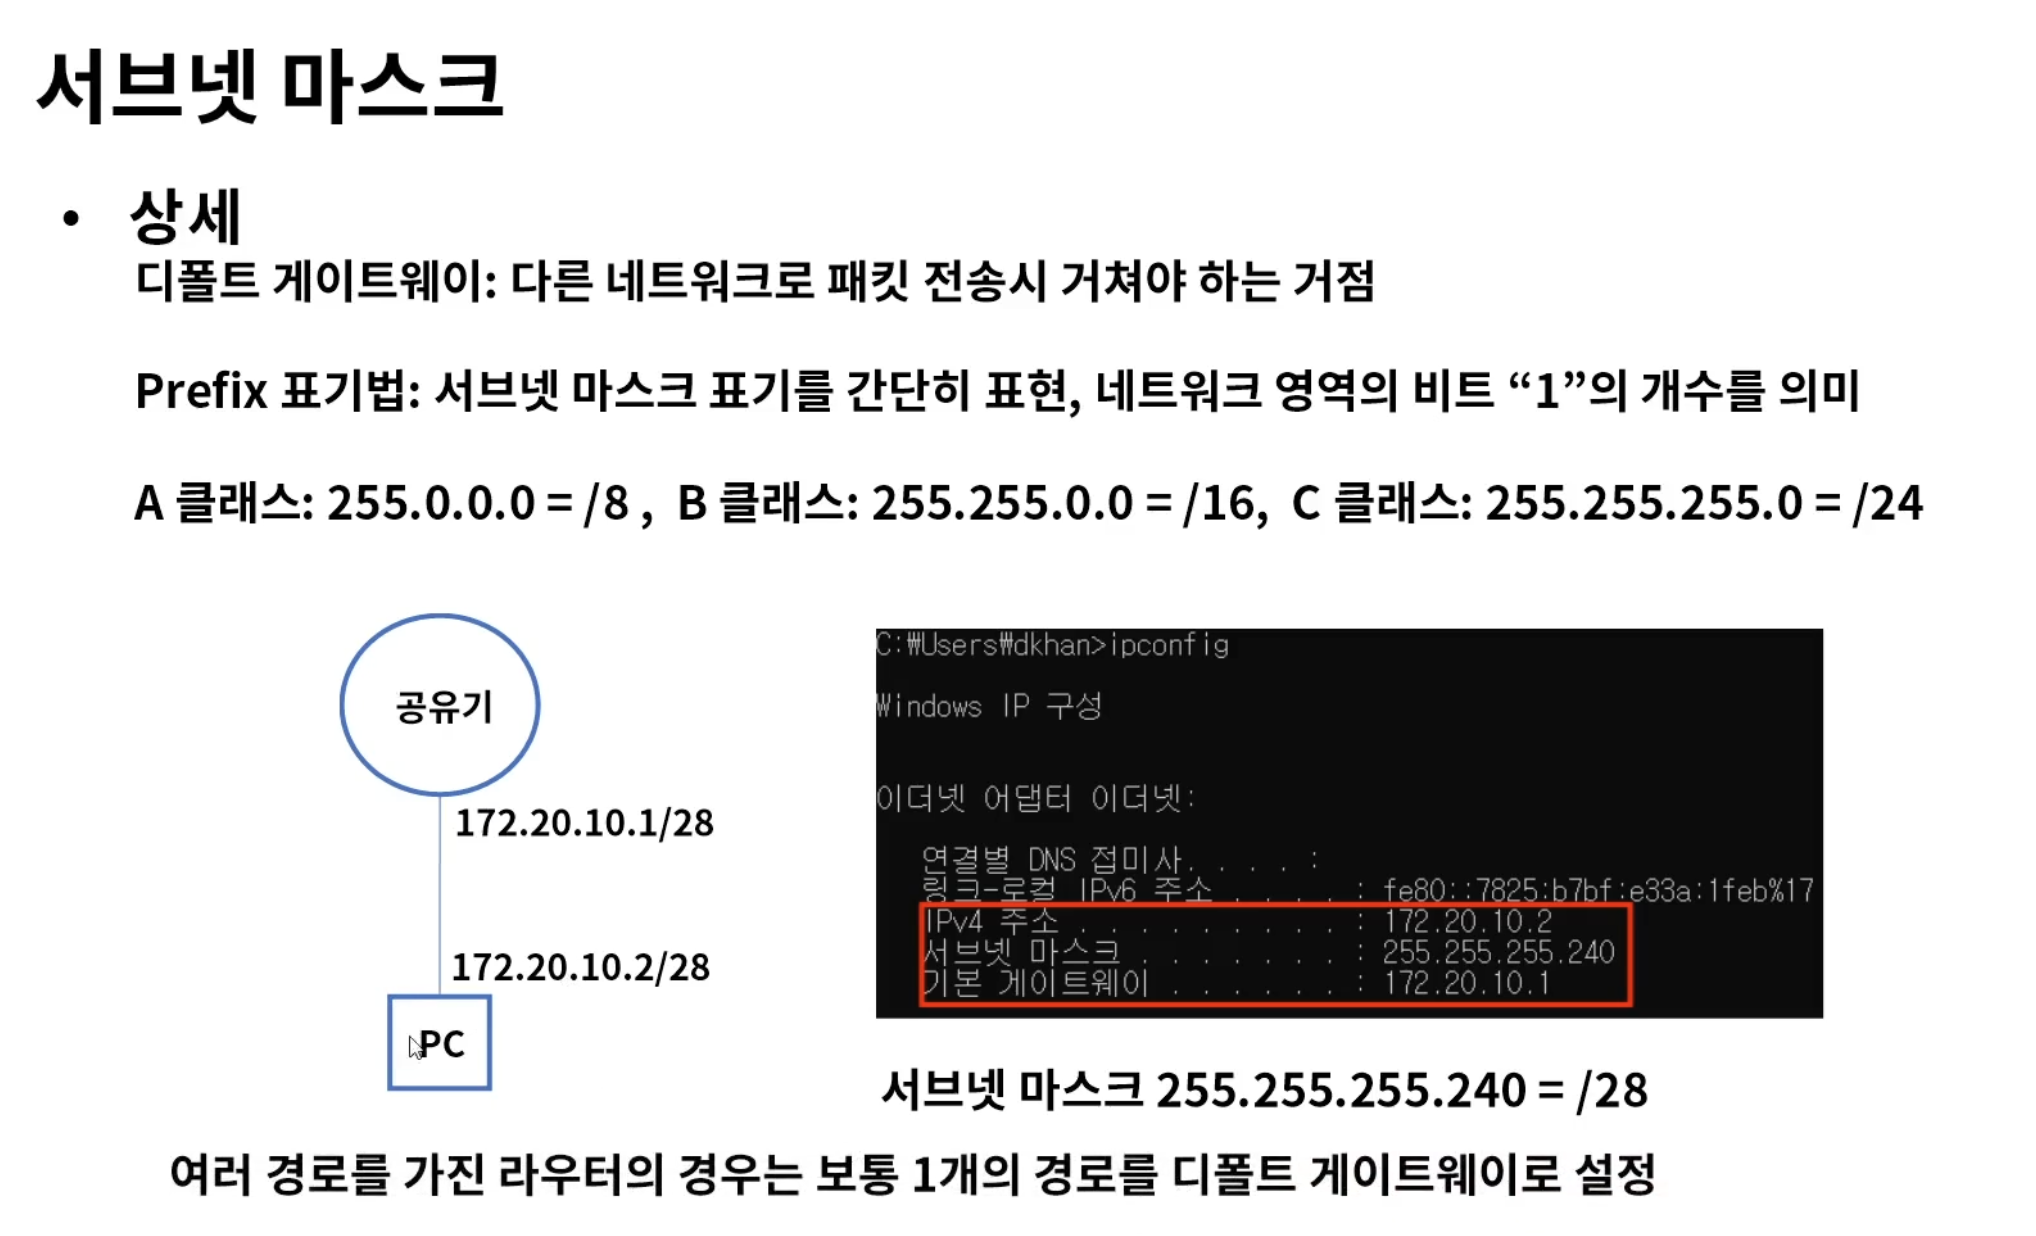 서브넷 마스크
• 상세
디폴트 게이트웨이: 다른 네트워크로 패킷 전송시 거쳐야 하는 거점
Prefix 표기법: 서브넷 마스크 표기를 간단히 표현, 네트워크 영역의 비트 “1”의 개수를 의미
A 클래스: 255.0.0.0 = /8 , B 클래스: 255.255.0.0 = /16, C 클래스: 255.255.255.0 = /24
공유기
172.20.10.1/28
172.20.10.2/28
PC
C:₩Users₩dkhan>ipconfig
Windows IP 구성
이더넷 어댑터 이더넷:
연결별 DNS 접미사. . . . :
링크-로컬 IPv6 주소 . . . . : fe80::7825:b7bf:e33a:1feb%17
IPv4 주소 . . . . . . . . . : 172.20.10.2
서브넷 마스크 . . . . . . . : 255.255.255.240
기본 게이트웨이 . . . . . . : 172.20.10.1
서브넷 마스크 255.255.255.240 = /28
여러 경로를 가진 라우터의 경우는 보통 1개의 경로를 디폴트 게이트웨이로 설정